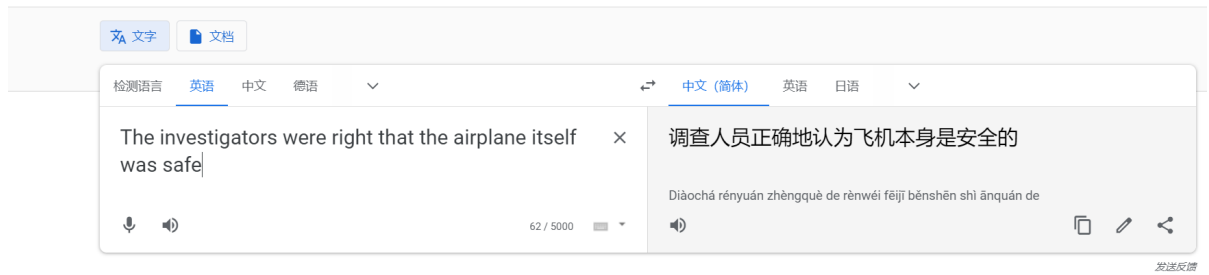 文字 文档
检测语言 英语 中文 德语 中文（简体） 英语 日语
The investigators were right that the airplane itself
was safe
调查人员正确地认为飞机本身是安全的
Diàochá rényuán zhèngquè de rènwéi fēijī běnshēn shì ānquán de
62 / 5000
发送反馈